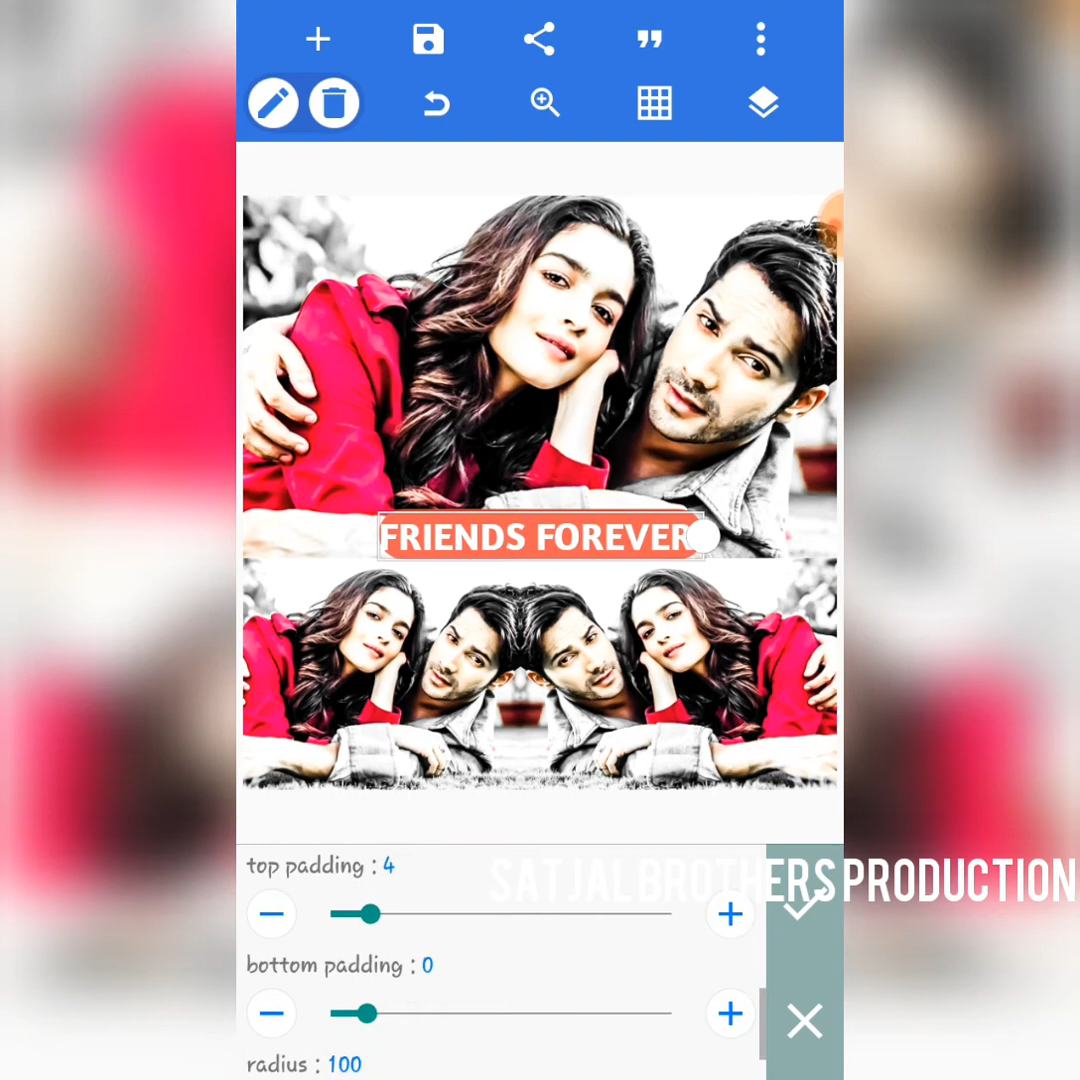 FRIENDS FOREVER
top padding : 4
SATJAL BROTHERS PRODUCTION
bottom padding : 0
radius : 100